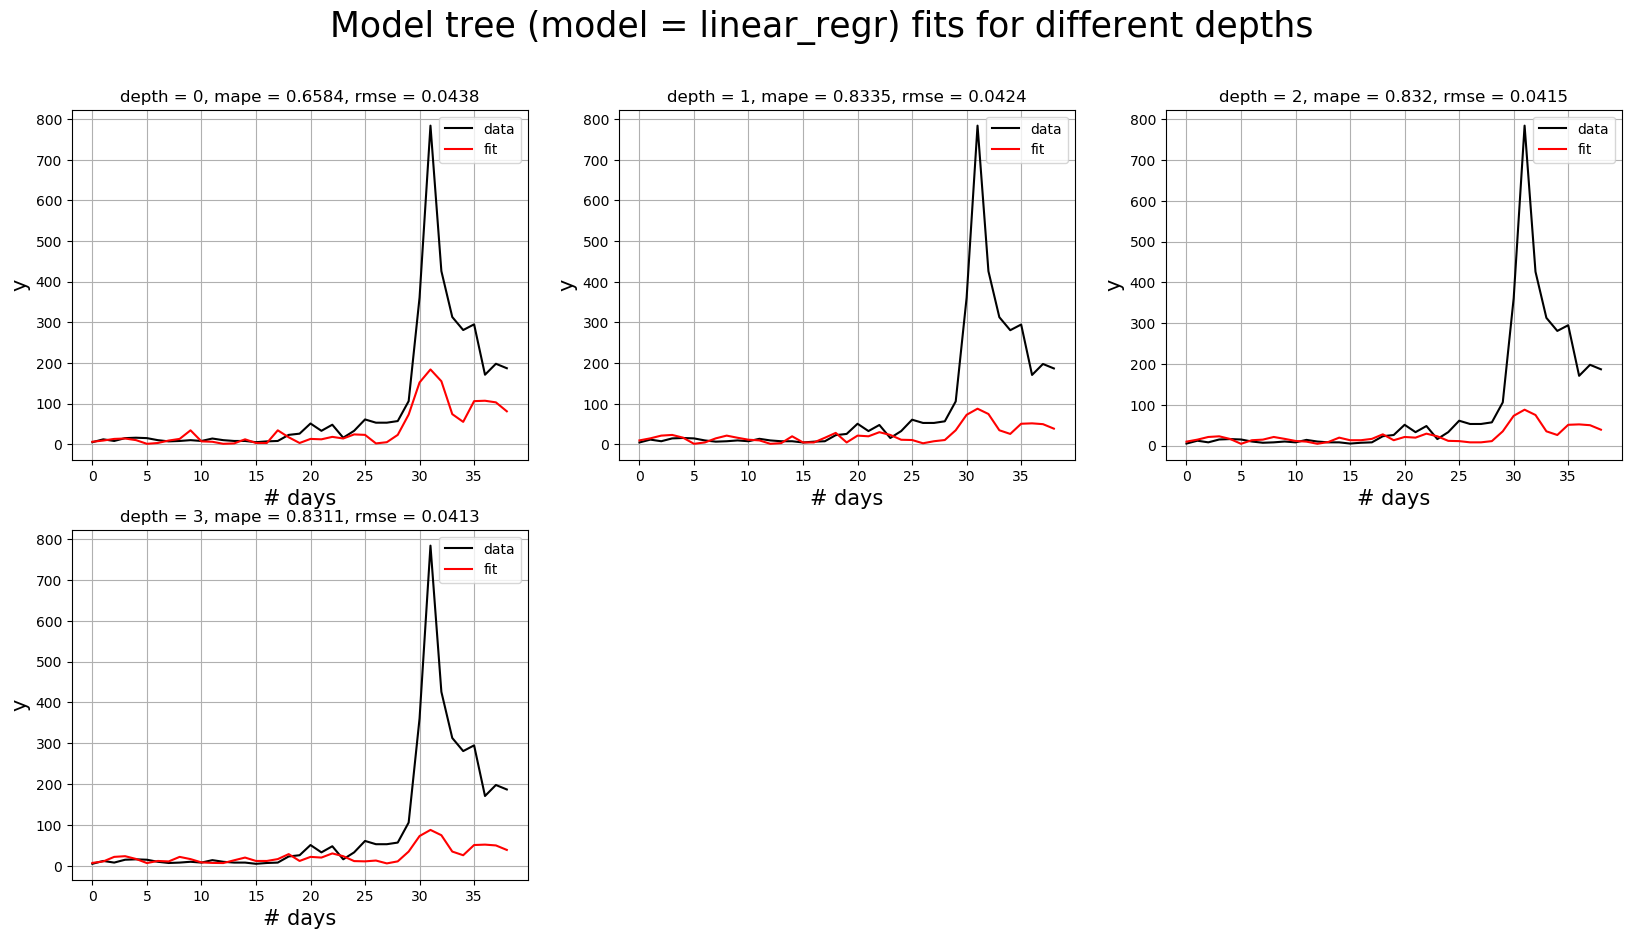 Model tree (model = linear_regr) fits for different depths
depth = 0, mape = 0.6584, rmse = 0.0438
800
700
600
500
400
300
200
100
0
y
data
fit
0 5 10 15 20 25 30 35
# days
depth = 1, mape = 0.8335, rmse = 0.0424
800
700
600
500
400
300
200
100
0
y
data
fit
0 5 10 15 20 25 30 35
# days
depth = 2, mape = 0.832, rmse = 0.0415
800
700
600
500
400
300
200
100
0
y
data
fit
0 5 10 15 20 25 30 35
# days
depth = 3, mape = 0.8311, rmse = 0.0413
800
700
600
500
400
300
200
100
0
y
data
fit
0 5 10 15 20 25 30 35
# days